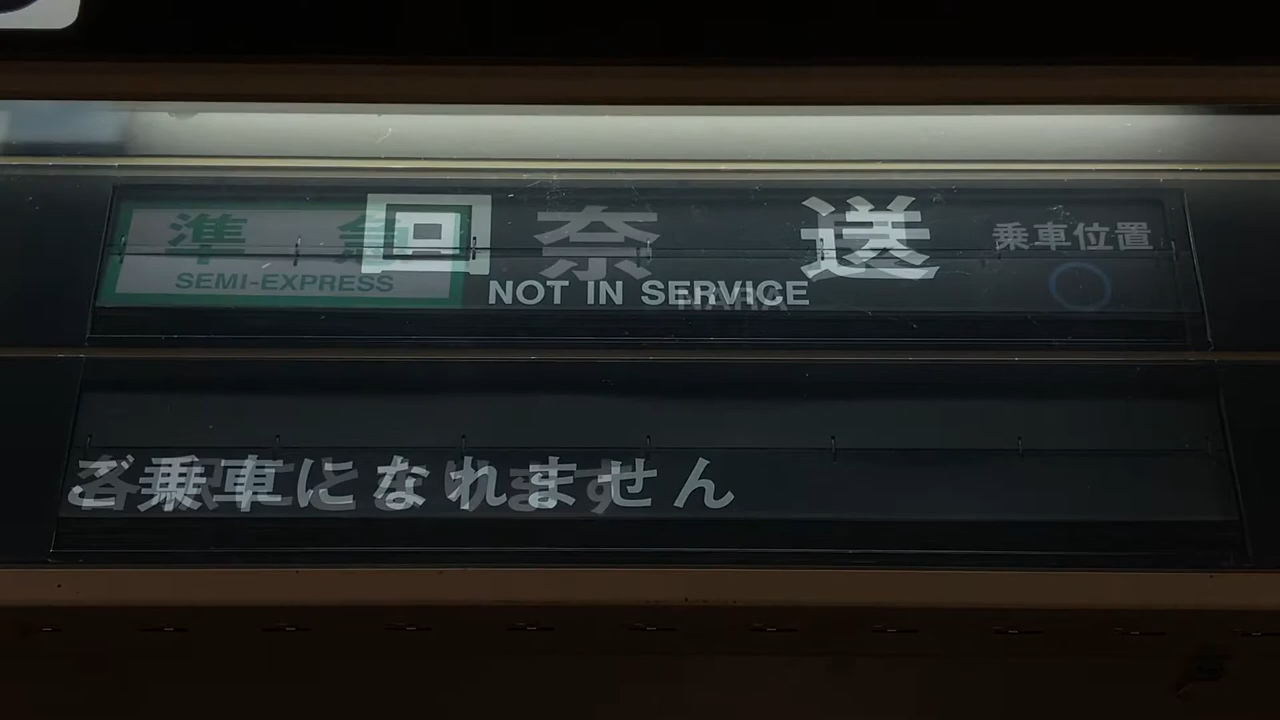 準急 回 奈 送 乗車位置
SEMI-EXPRESS NOT IN SERVICE NARA
ご乗車になれません